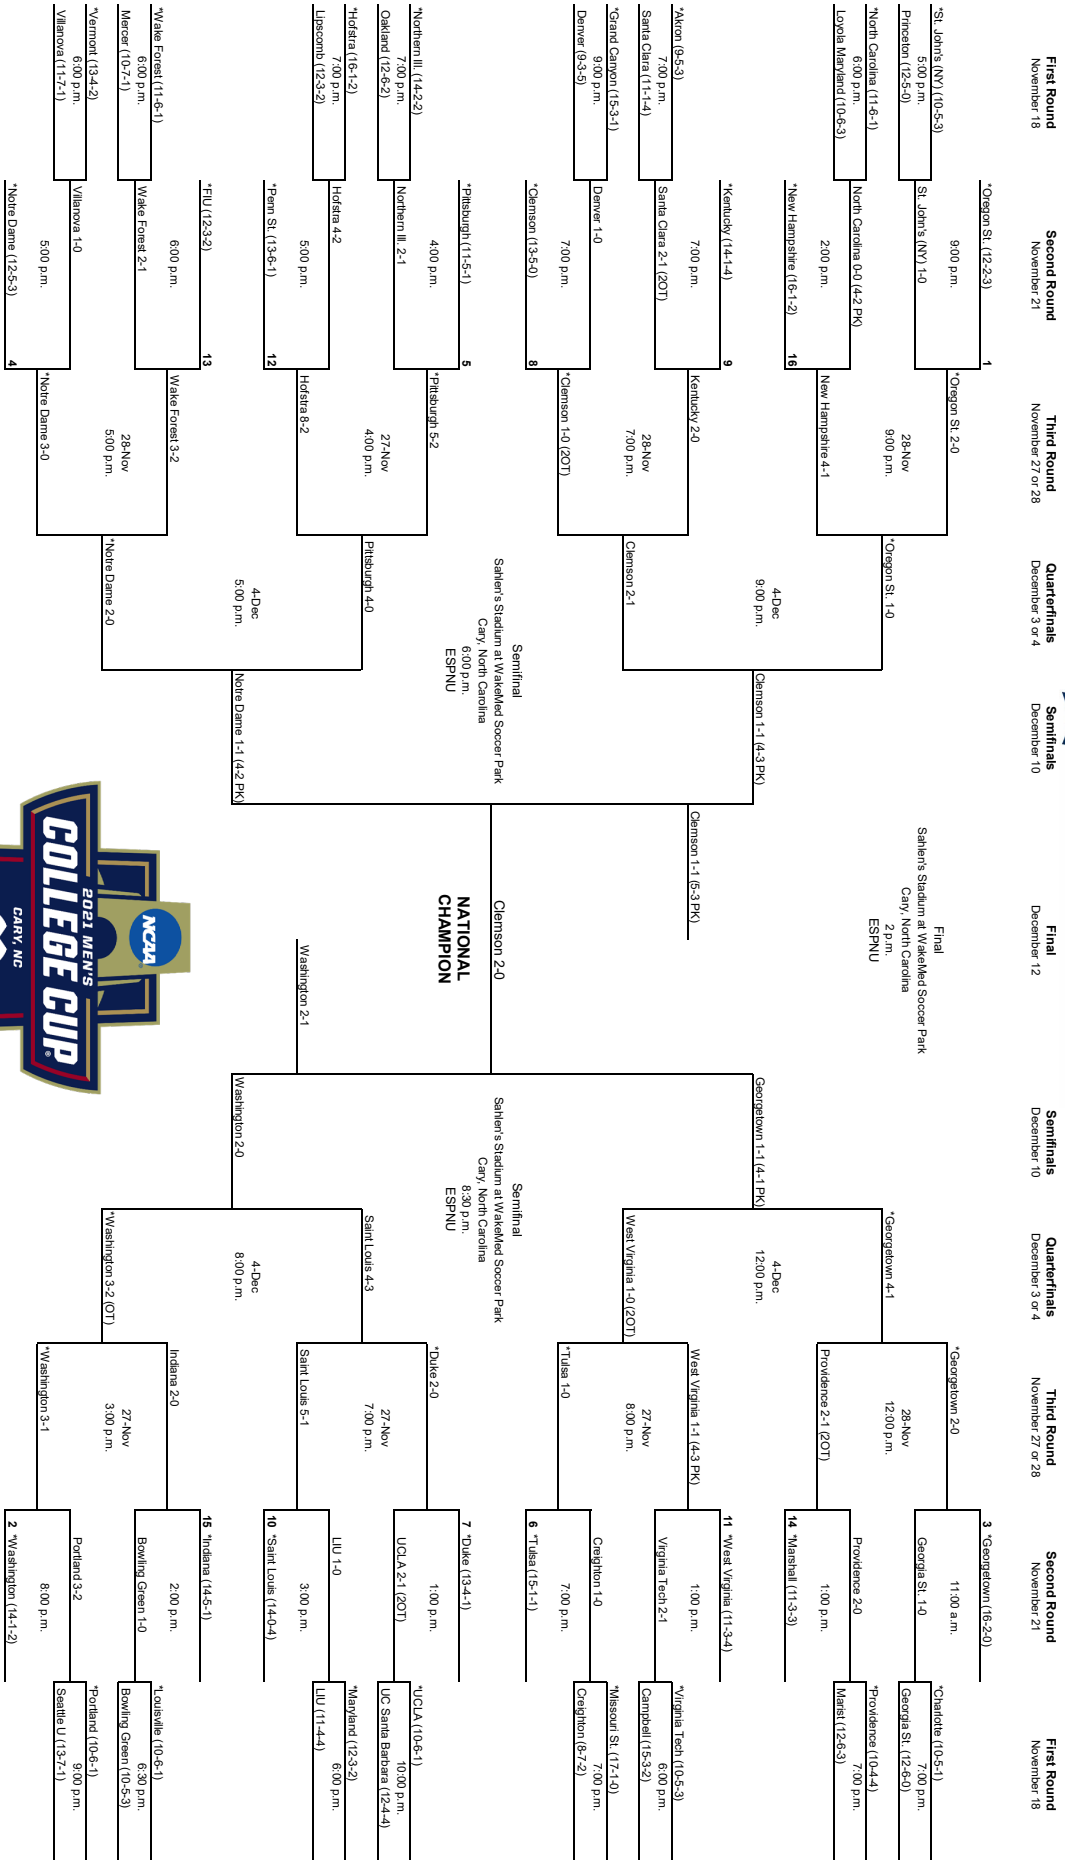 First Round
November 18
Second Round
November 21
Third Round
November 27 or 28
Quarterfinals
December 3 or 4
Semifinals
December 10
Final
December 12
Semifinals
December 10
Quarterfinals
December 3 or 4
Third Round
November 27 or 28
Second Round
November 21
First Round
November 18
*St. John's (NY) (10-5-3)
5:00 p.m.
Princeton (12-5-0)
*North Carolina (11-6-1)
6:00 p.m.
Loyola Maryland (10-6-3)
*Akron (9-5-3)
7:00 p.m.
Santa Clara (11-1-4)
*Grand Canyon (15-3-1)
9:00 p.m.
Denver (9-3-5)
*Northern Ill. (14-2-2)
7:00 p.m.
Oakland (12-6-2)
*Hofstra (16-1-2)
7:00 p.m.
Lipscomb (12-3-2)
*Wake Forest (11-6-1)
6:00 p.m.
Mercer (10-7-1)
*Vermont (13-4-2)
6:00 p.m.
Villanova (11-7-1)
*Oregon St. (12-2-3)
1
9:00 p.m.
St. John's (NY) 1-0
North Carolina 0-0 (4-2 PK)
2:00 p.m.
*New Hampshire (16-1-2)
16
*Kentucky (14-1-4)
9
7:00 p.m.
Santa Clara 2-1 (2OT)
Denver 1-0
7:00 p.m.
*Clemson (13-5-0)
8
*Pittsburgh (11-5-1)
5
4:00 p.m.
Northern Ill. 2-1
Hofstra 4-2
5:00 p.m.
*Penn St. (13-6-1)
12
*FIU (12-3-2)
13
6:00 p.m.
Wake Forest 2-1
Villanova 1-0
5:00 p.m.
*Notre Dame (12-5-3)
4
*Oregon St. 2-0
28-Nov
9:00 p.m.
New Hampshire 4-1
Kentucky 2-0
28-Nov
7:00 p.m.
*Clemson 1-0 (2OT)
*Pittsburgh 5-2
27-Nov
4:00 p.m.
Hofstra 8-2
Wake Forest 3-2
28-Nov
5:00 p.m.
*Notre Dame 3-0
*Oregon St. 1-0
4-Dec
9:00 p.m.
Clemson 2-1
Pittsburgh 4-0
4-Dec
5:00 p.m.
*Notre Dame 2-0
Semifinal
Sahlen's Stadium at WakeMed Soccer Park
Cary, North Carolina
6:00 p.m.
ESPNU
Clemson 1-1 (4-3 PK)
Notre Dame 1-1 (4-2 PK)
Final
Sahlen's Stadium at WakeMed Soccer Park
Cary, North Carolina
2 p.m.
ESPNU
Clemson 1-1 (5-3 PK)
Clemson 2-0
NATIONAL
CHAMPION
Washington 2-1
NCAA
2021 MEN'S
COLLEGE CUP®
CARY, NC
Georgetown 1-1 (4-1 PK)
Washington 2-0
Semifinal
Sahlen's Stadium at WakeMed Soccer Park
Cary, North Carolina
8:30 p.m.
ESPNU
*Georgetown 4-1
4-Dec
12:00 p.m.
West Virginia 1-0 (2OT)
Saint Louis 4-3
4-Dec
8:00 p.m.
*Washington 3-2 (OT)
*Georgetown 2-0
28-Nov
12:00 p.m.
Providence 2-1 (2OT)
West Virginia 1-1 (4-3 PK)
27-Nov
8:00 p.m.
*Tulsa 1-0
*Duke 2-0
27-Nov
7:00 p.m.
Saint Louis 5-1
Indiana 2-0
27-Nov
3:00 p.m.
*Washington 3-1
3 *Georgetown (16-2-0)
11:00 a.m.
Georgia St. 1-0
Providence 2-0
1:00 p.m.
14 *Marshall (11-3-3)
11 *West Virginia (11-3-4)
1:00 p.m.
Virginia Tech 2-1
Creighton 1-0
7:00 p.m.
6 *Tulsa (15-1-1)
7 *Duke (13-4-1)
1:00 p.m.
UCLA 2-1 (2OT)
LIU 1-0
3:00 p.m.
10 *Saint Louis (14-0-4)
15 *Indiana (14-5-1)
2:00 p.m.
Bowling Green 1-0
Portland 3-2
8:00 p.m.
2 *Washington (14-1-2)
*Charlotte (10-5-1)
7:00 p.m.
Georgia St. (12-6-0)
*Providence (10-4-4)
7:00 p.m.
Marist (12-6-3)
*Virginia Tech (10-5-3)
6:00 p.m.
Campbell (15-3-2)
*Missouri St. (17-1-0)
7:00 p.m.
Creighton (8-7-2)
*UCLA (10-6-1)
10:00 p.m.
UC Santa Barbara (12-4-4)
*Maryland (12-3-2)
6:00 p.m.
LIU (11-4-4)
*Louisville (10-6-1)
6:30 p.m.
Bowling Green (10-5-3)
*Portland (10-6-1)
9:00 p.m.
Seattle U (13-7-1)